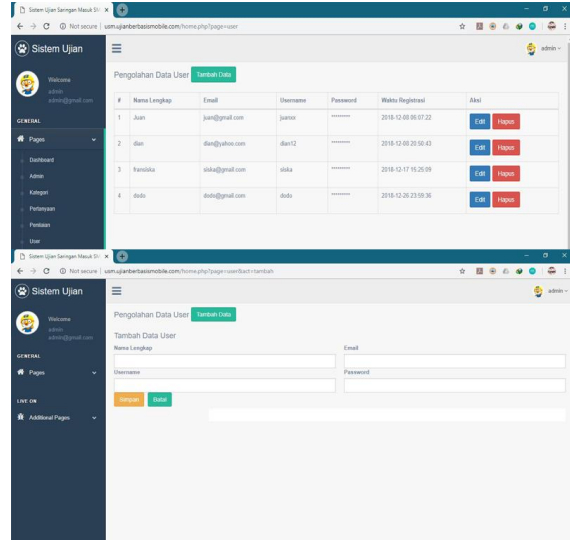 Sistem Ujian Saringan Masuk
Not secure | usm.ujianberbasismobile.com/home.php?page=user
Sistem Ujian
admin
Welcome
admin
admin@gmail.com
GENERAL
Pages
Dashboard
Admin
Kategori
Pertanyaan
Penilaian
User
Pengolahan Data User Tambah Data
# Nama Lengkap Email Username Password Waktu Registrasi Aksi
1 Juan juan@gmail.com juanxx ********* 2018-12-08 06:07:22 Edit Hapus
2 dian dian@yahoo.com dian12 ********* 2018-12-08 20:50:43 Edit Hapus
3 fransiska siska@gmail.com siska ********* 2018-12-17 15:25:09 Edit Hapus
4 dodo dodo@gmail.com dodo ********* 2018-12-26 23:59:36 Edit Hapus
Sistem Ujian Saringan Masuk
Not secure | usm.ujianberbasismobile.com/home.php?page=user&act=tambah
Sistem Ujian
admin
Welcome
admin
admin@gmail.com
GENERAL
Pages
LIVE ON
Additional Pages
Pengolahan Data User Tambah Data
Tambah Data User
Nama Lengkap Email
Username Password
Simpan Batal